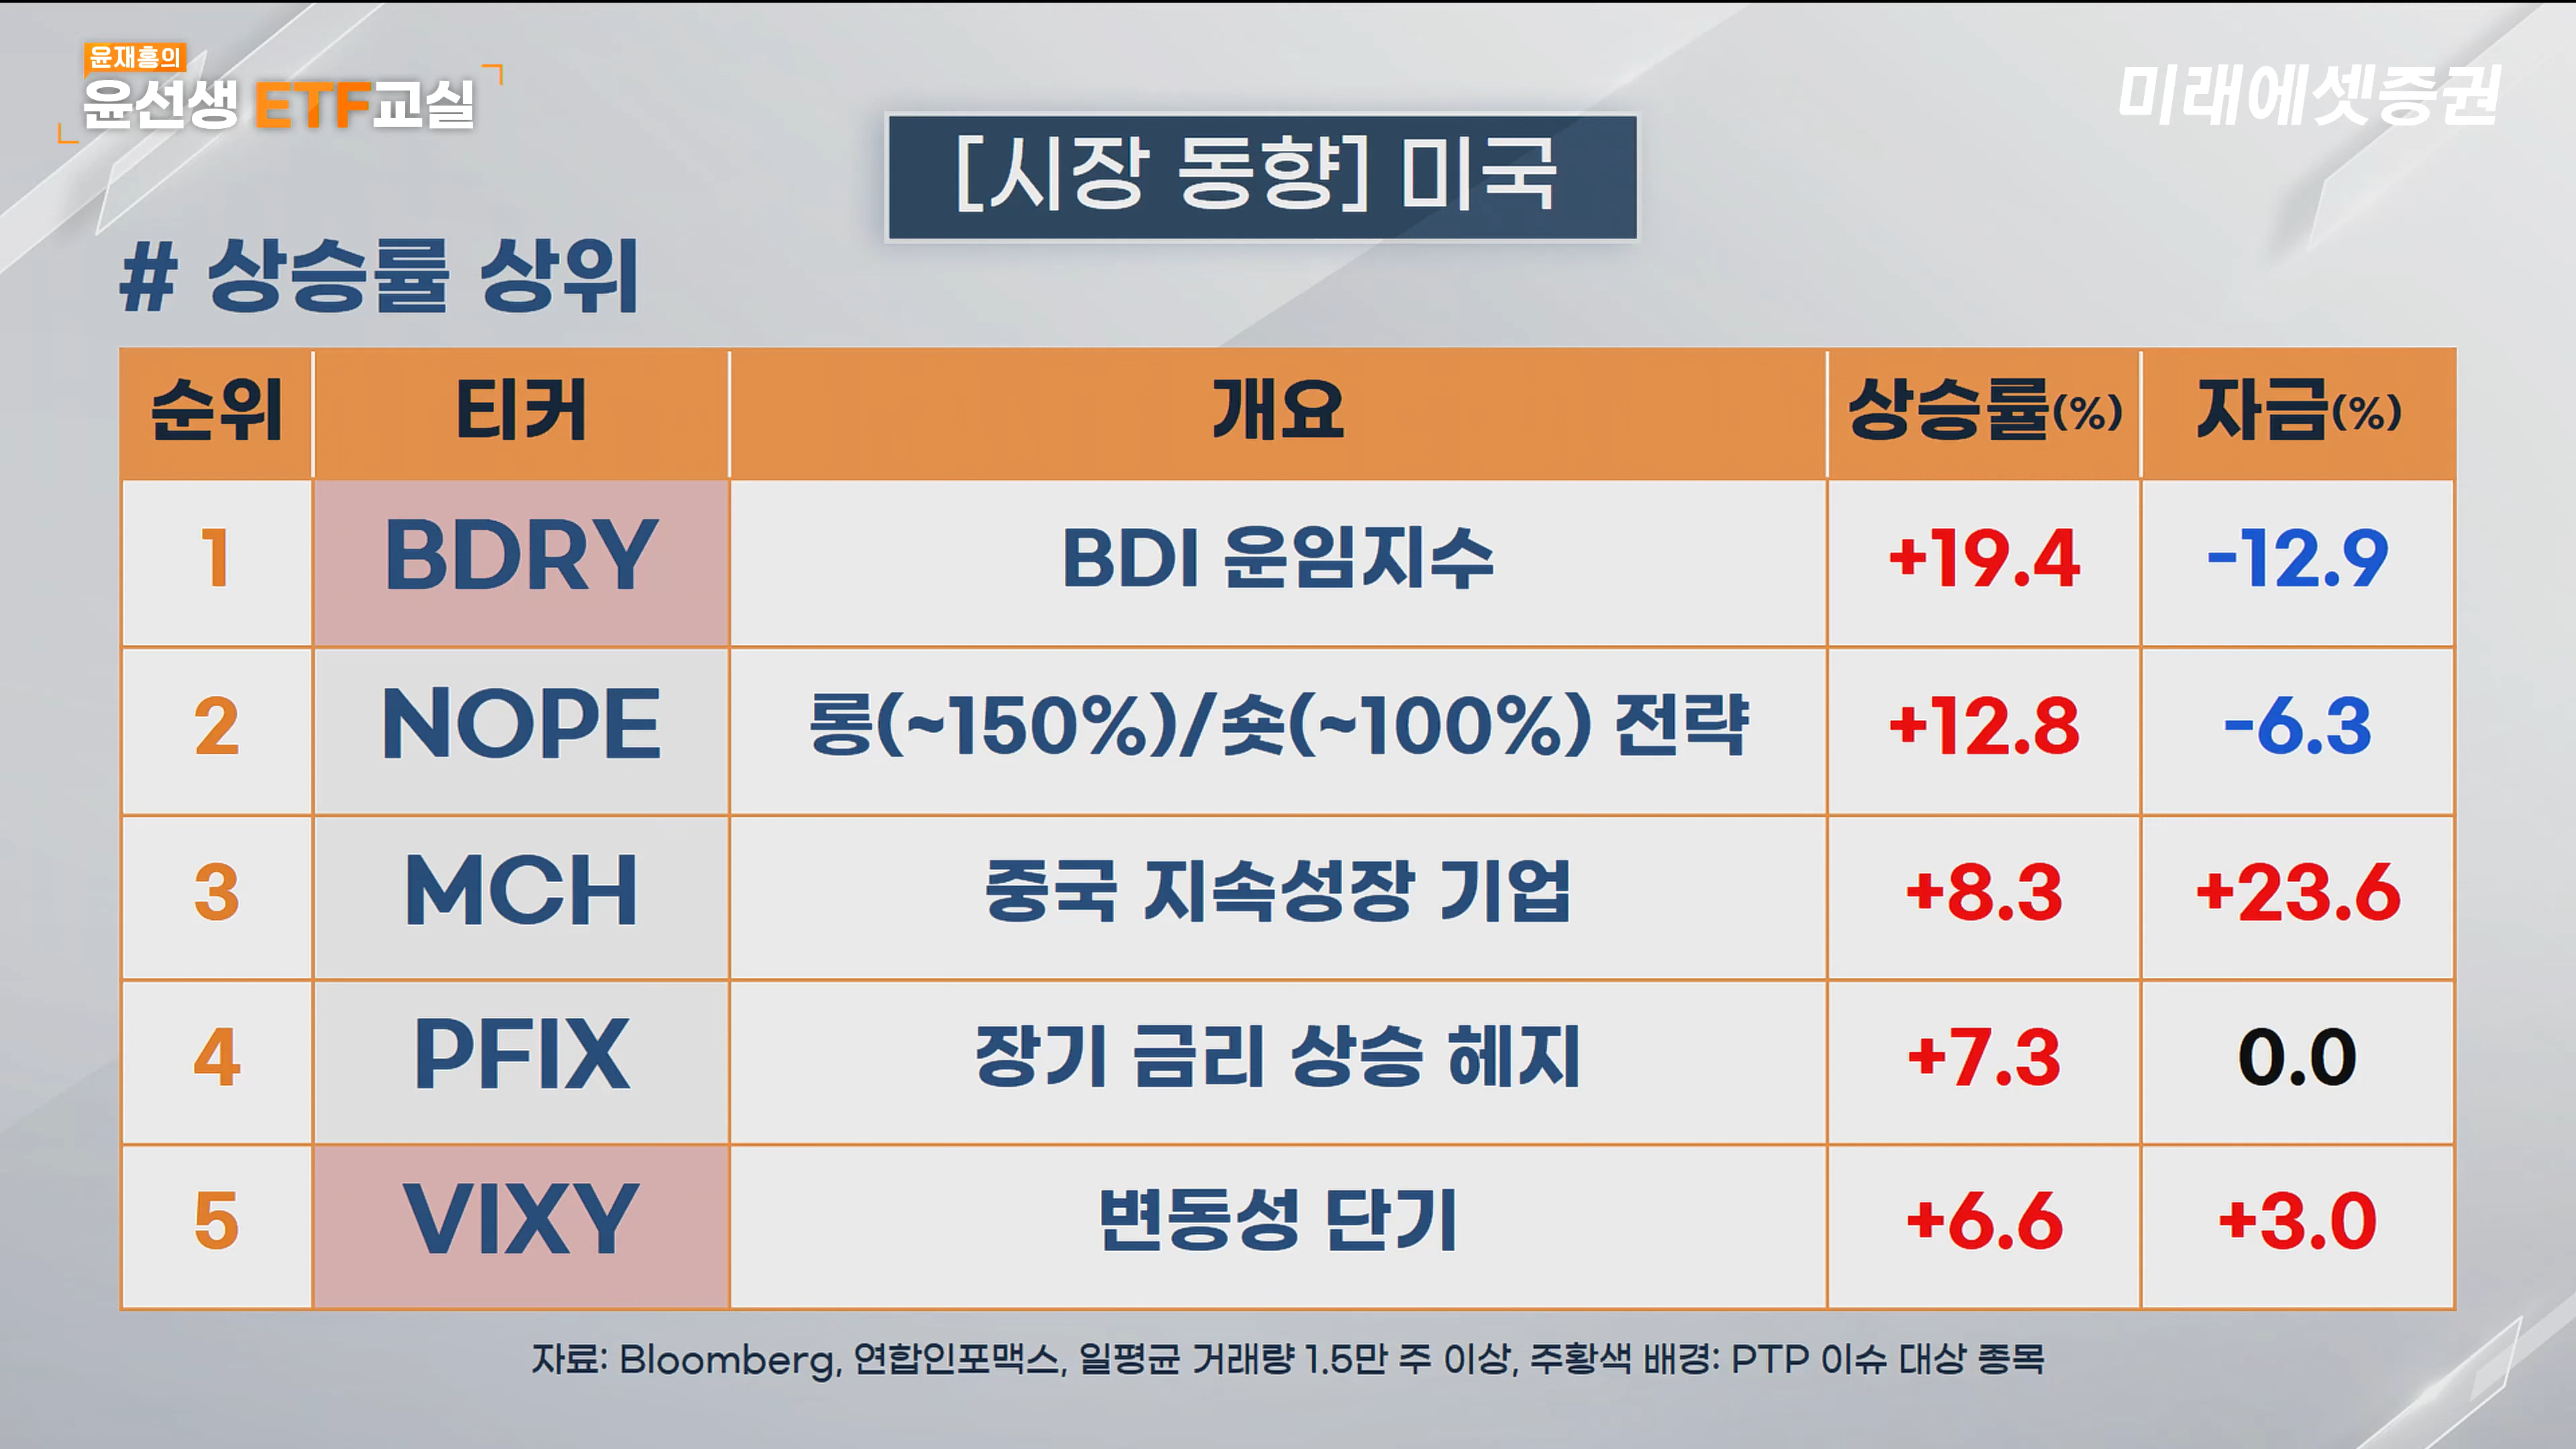 윤재홍의
윤선생 ETF교실
미래에셋증권
[시장 동향] 미국
# 상승률 상위
순위 티커 개요 상승률(%) 자금(%)
1 BDRY BDI 운임지수 +19.4 -12.9
2 NOPE 롱(~150%)/숏(~100%) 전략 +12.8 -6.3
3 MCH 중국 지속성장 기업 +8.3 +23.6
4 PFIX 장기 금리 상승 헤지 +7.3 0.0
5 VIXY 변동성 단기 +6.6 +3.0
자료: Bloomberg, 연합인포맥스, 일평균 거래량 1.5만 주 이상, 주황색 배경: PTP 이슈 대상 종목